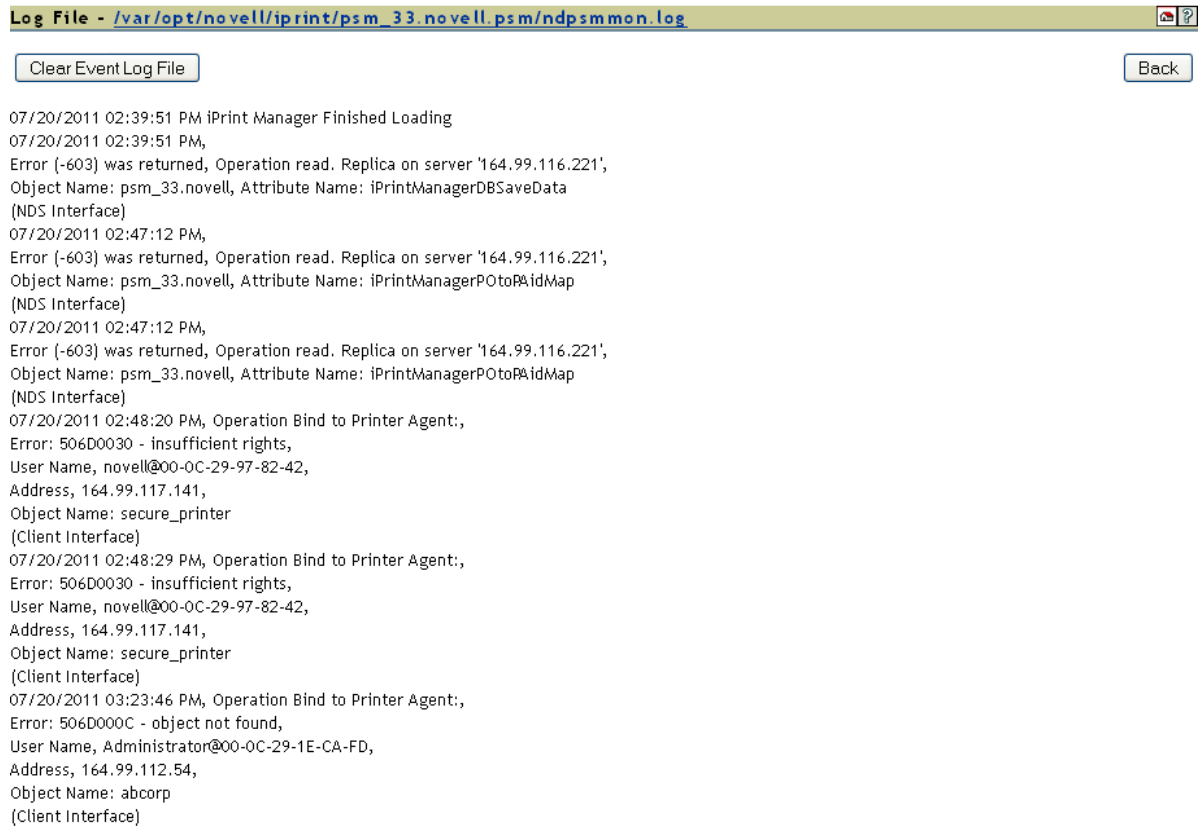 Log File - /var/opt/novell/iprint/psm_33.novell.psm/ndpsmmon.log
?
Clear Event Log File
Back
07/20/2011 02:39:51 PM iPrint Manager Finished Loading
07/20/2011 02:39:51 PM,
Error (-603) was returned, Operation read. Replica on server '164.99.116.221',
Object Name: psm_33.novell, Attribute Name: iPrintManagerDBSaveData
(NDS Interface)
07/20/2011 02:47:12 PM,
Error (-603) was returned, Operation read. Replica on server '164.99.116.221',
Object Name: psm_33.novell, Attribute Name: iPrintManagerPOtoPAidMap
(NDS Interface)
07/20/2011 02:47:12 PM,
Error (-603) was returned, Operation read. Replica on server '164.99.116.221',
Object Name: psm_33.novell, Attribute Name: iPrintManagerPOtoPAidMap
(NDS Interface)
07/20/2011 02:48:20 PM, Operation Bind to Printer Agent:,
Error: 506D0030 - insufficient rights,
User Name, novell@00-0C-29-97-82-42,
Address, 164.99.117.141,
Object Name: secure_printer
(Client Interface)
07/20/2011 02:48:29 PM, Operation Bind to Printer Agent:,
Error: 506D0030 - insufficient rights,
User Name, novell@00-0C-29-97-82-42,
Address, 164.99.117.141,
Object Name: secure_printer
(Client Interface)
07/20/2011 03:23:46 PM, Operation Bind to Printer Agent:,
Error: 506D000C - object not found,
User Name, Administrator@00-0C-29-1E-CA-FD,
Address, 164.99.112.54,
Object Name: abcorp
(Client Interface)